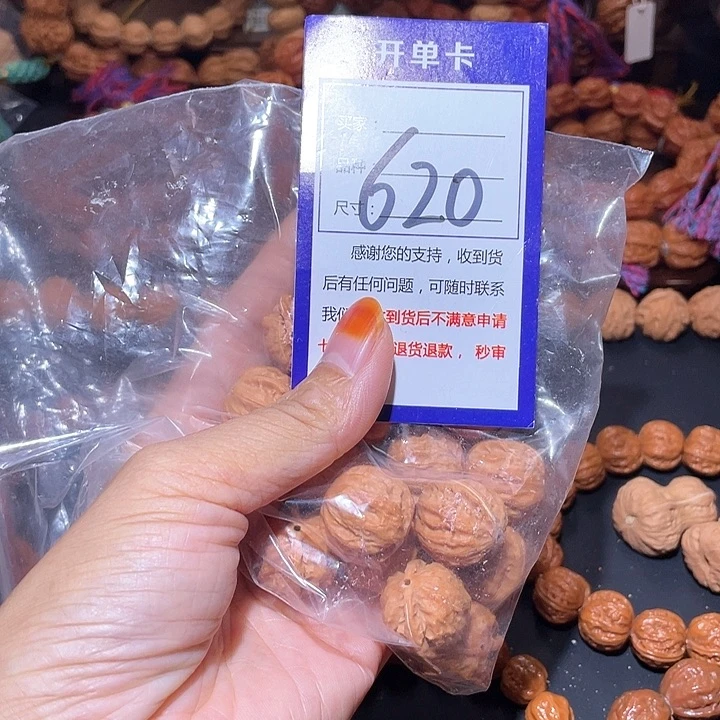 开单卡
买家:
品种
620
尺寸:
感谢您的支持，收到货
后有任何问题，可随时联系
我们 到货后不满意申请
退货退款， 秒审